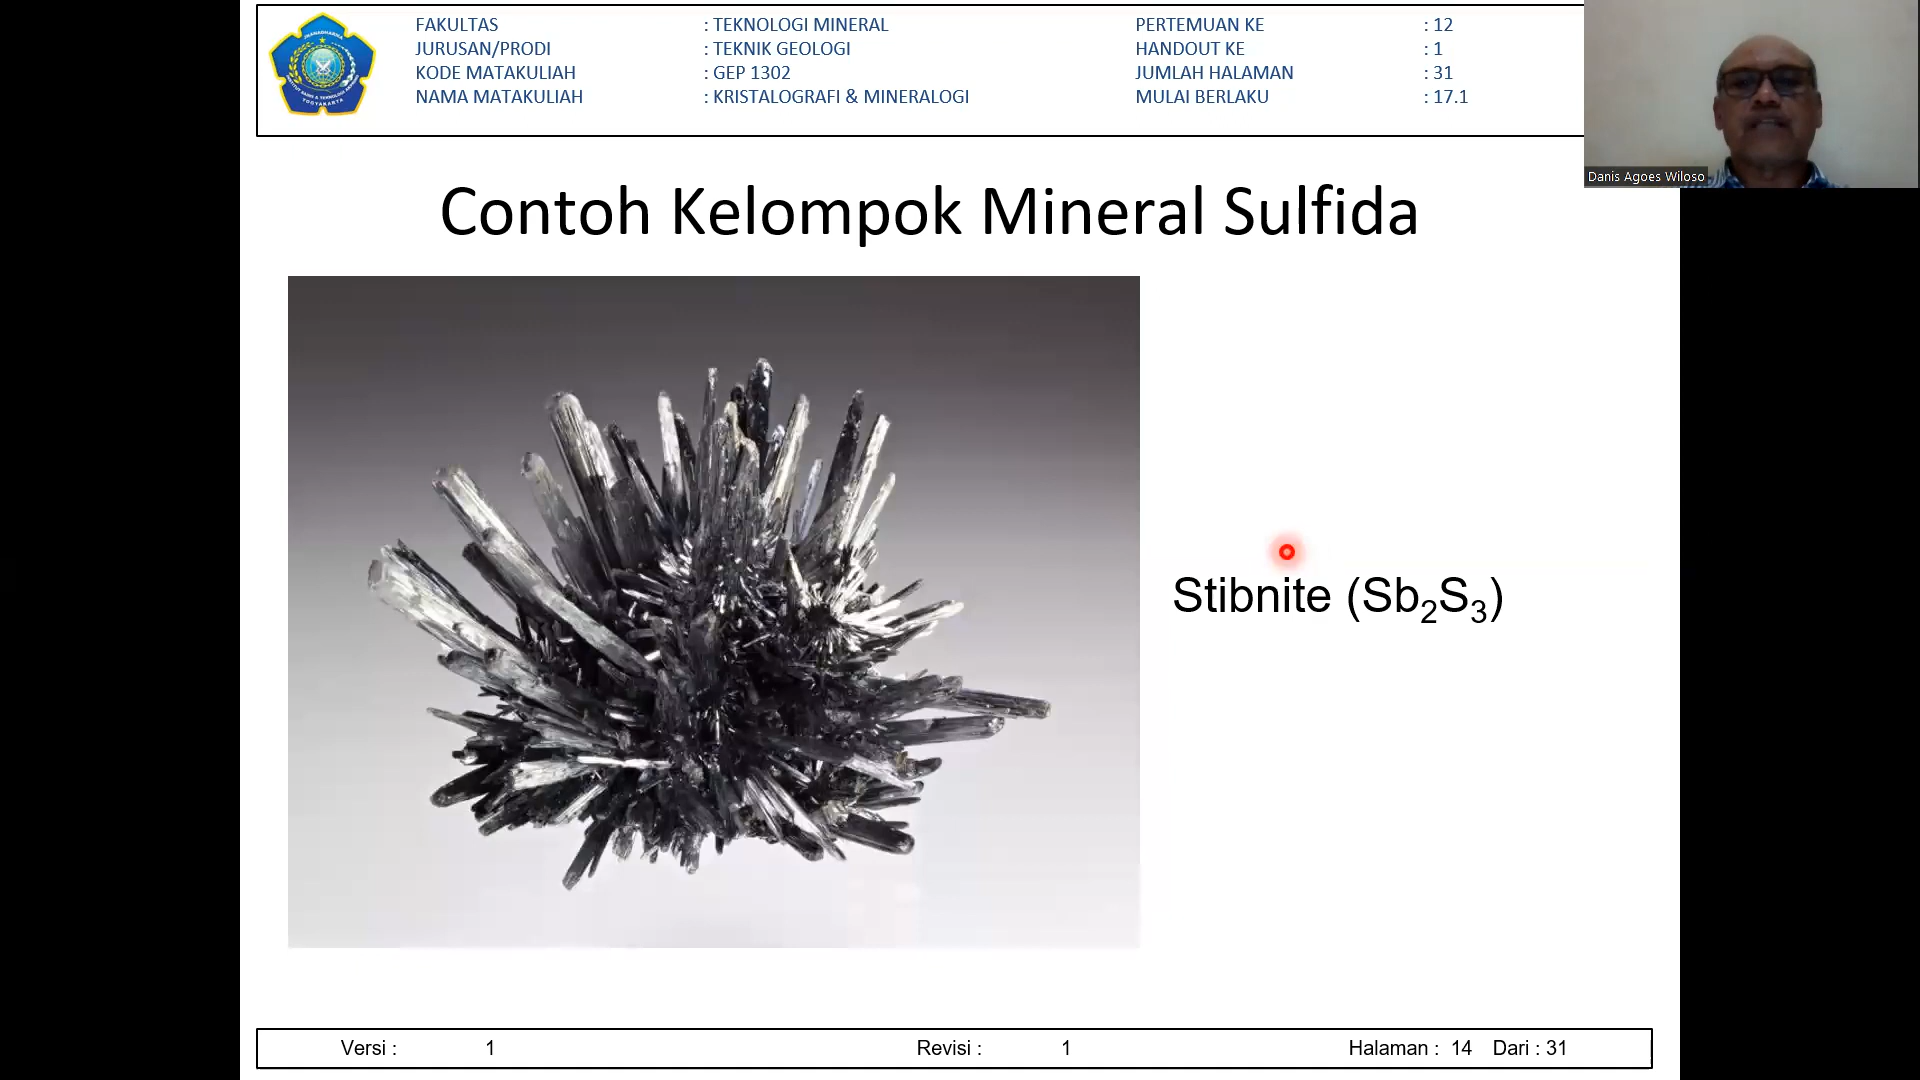 FAKULTAS : TEKNOLOGI MINERAL PERTEMUAN KE : 12
JURUSAN/PRODI : TEKNIK GEOLOGI HANDOUT KE : 1
KODE MATAKULIAH : GEP 1302 JUMLAH HALAMAN : 31
NAMA MATAKULIAH : KRISTALOGRAFI & MINERALOGI MULAI BERLAKU : 17.1
Danis Agoes Wiloso
Contoh Kelompok Mineral Sulfida
Stibnite (Sb₂S₃)
Versi : 1 Revisi : 1 Halaman : 14 Dari : 31